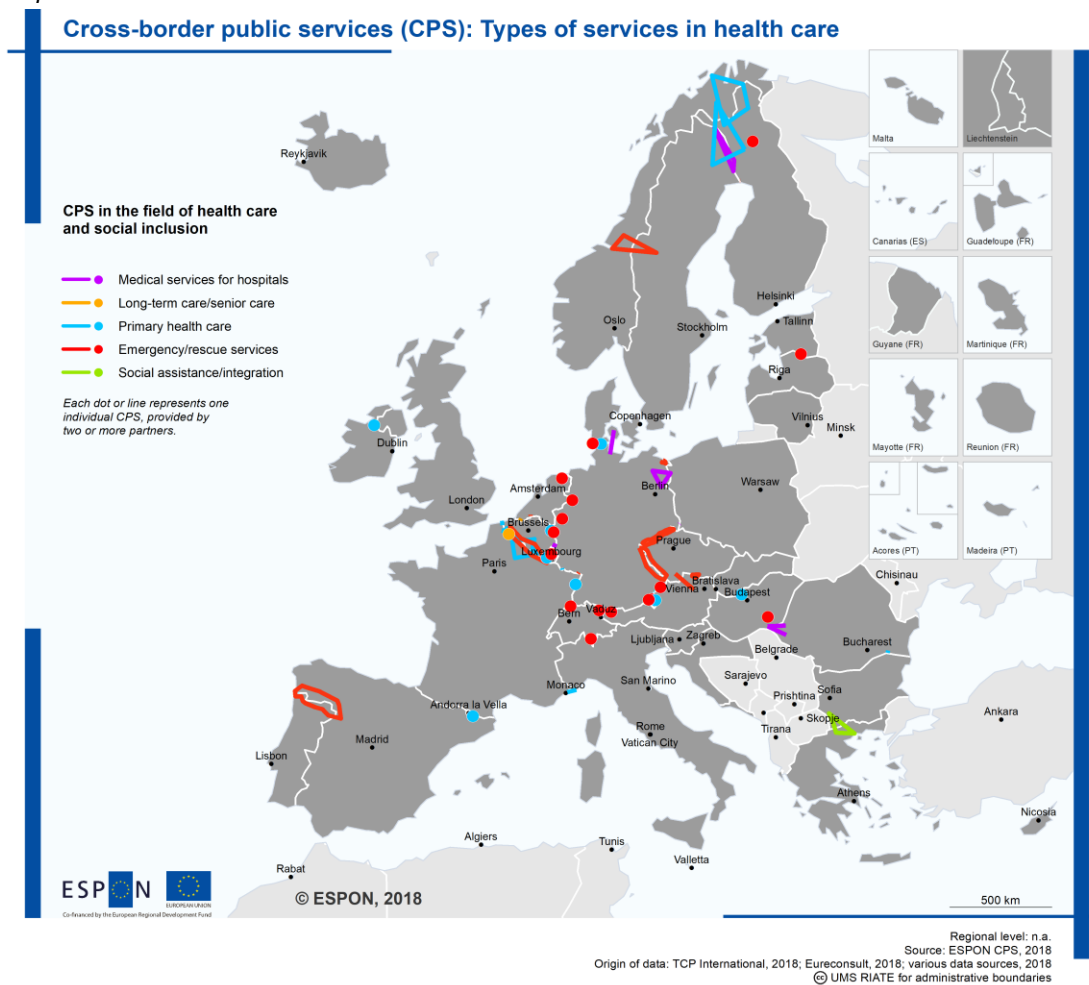 Cross-border public services (CPS): Types of services in health care
Reykjavik
CPS in the field of health care
and social inclusion
Medical services for hospitals
Long-term care/senior care
Primary health care
Emergency/rescue services
Social assistance/integration
Each dot or line represents one
individual CPS, provided by
two or more partners.
Malta
Liechtenstein
Canarias (ES)
Guadeloupe (FR)
Guyane (FR)
Martinique (FR)
Mayotte (FR)
Reunion (FR)
Acores (PT)
Madeira (PT)
Helsinki
Oslo
Tallinn
Stockholm
Riga
Copenhagen
Vilnius
Minsk
Dublin
Amsterdam
Berlin
Warsaw
London
Brussels
Prague
Luxembourg
Paris
Chisinau
Bratislava
Vienna
Budapest
Bern
Vaduz
Ljubljana
Zagreb
Bucharest
Belgrade
Monaco
San Marino
Sarajevo
Prishtina
Sofia
Andorra la Vella
Skopje
Ankara
Rome
Vatican City
Tirana
Madrid
Lisbon
Athens
Nicosia
Algiers
Tunis
Valletta
Rabat
ESPON
EUROPEAN UNION
Co-financed by the European Regional Development Fund
© ESPON, 2018
500 km
Regional level: n.a.
Source: ESPON CPS, 2018
Origin of data: TCP International, 2018; Eureconsult, 2018; various data sources, 2018
UMS RIATE for administrative boundaries